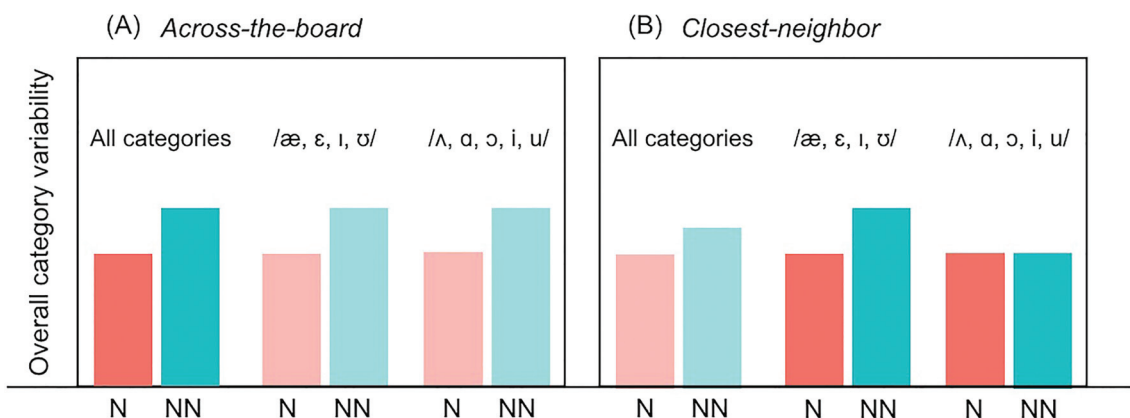 (A) Across-the-board
(B) Closest-neighbor
Overall category variability
All categories /æ, ɛ, ı, ʊ/ /ʌ, ɑ, ɔ, i, u/
All categories /æ, ɛ, ı, ʊ/ /ʌ, ɑ, ɔ, i, u/
N NN N NN N NN
N NN N NN N NN